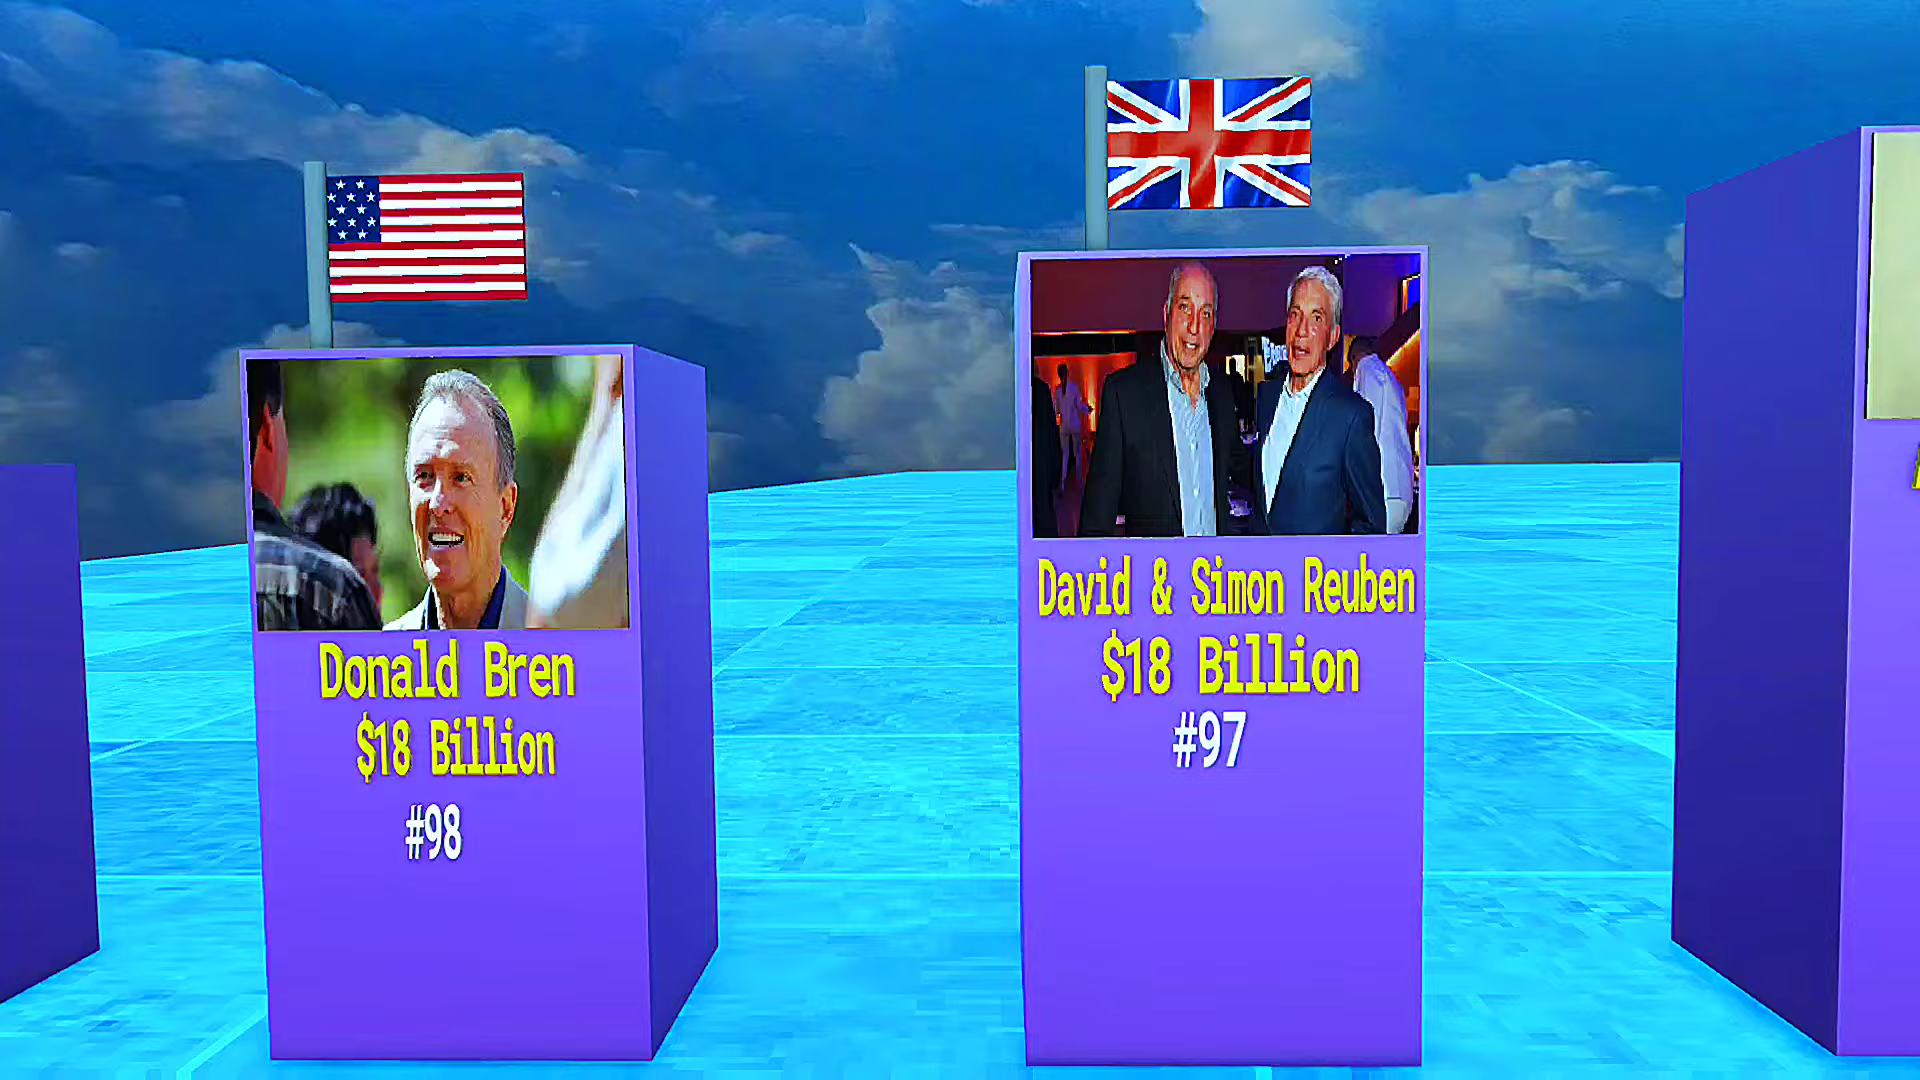 Donald Bren
$18 Billion
#98
David & Simon Reuben
$18 Billion
#97